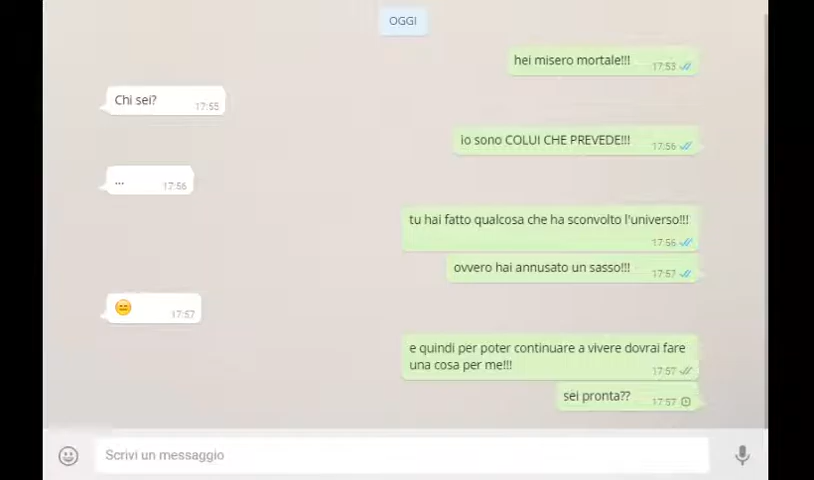 OGGI
hei misero mortale!!!
17:53
Chi sei?
17:55
io sono COLUI CHE PREVEDE!!!
17:56
...
17:56
tu hai fatto qualcosa che ha sconvolto l'universo!!!
17:56
ovvero hai annusato un sasso!!!
17:57
17:57
e quindi per poter continuare a vivere dovrai fare
una cosa per me!!!
17:57
sei pronta??
17:57
Scrivi un messaggio